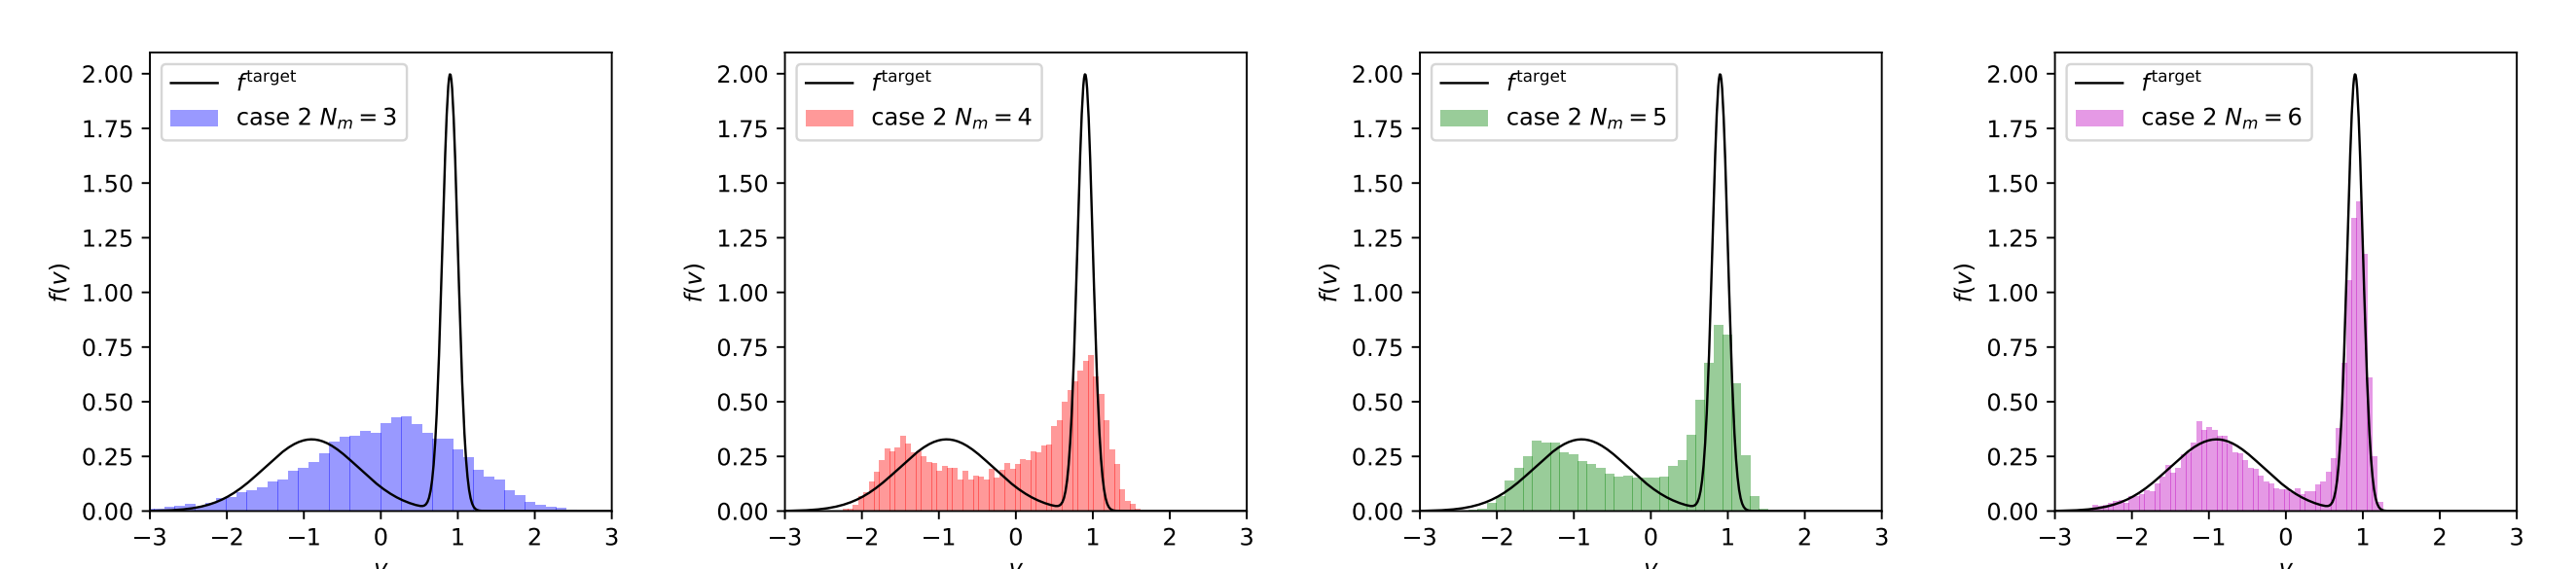 f^target
case 2 N_m = 3
2.00
1.75
1.50
1.25
1.00
0.75
0.50
0.25
0.00
−3 −2 −1 0 1 2 3
f(v)
v
f^target
case 2 N_m = 4
2.00
1.75
1.50
1.25
1.00
0.75
0.50
0.25
0.00
−3 −2 −1 0 1 2 3
f(v)
v
f^target
case 2 N_m = 5
2.00
1.75
1.50
1.25
1.00
0.75
0.50
0.25
0.00
−3 −2 −1 0 1 2 3
f(v)
v
f^target
case 2 N_m = 6
2.00
1.75
1.50
1.25
1.00
0.75
0.50
0.25
0.00
−3 −2 −1 0 1 2 3
f(v)
v